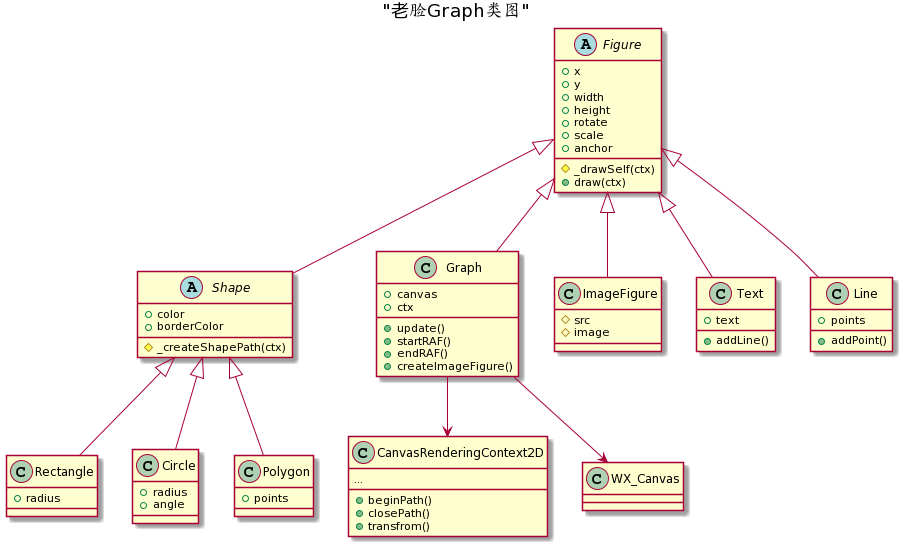 "老脸Graph类图"
A Figure
x
y
width
height
rotate
scale
anchor
_drawSelf(ctx)
draw(ctx)
A Shape
color
borderColor
_createShapePath(ctx)
C Graph
canvas
ctx
update()
startRAF()
endRAF()
createImageFigure()
C ImageFigure
src
image
C Text
text
addLine()
C Line
points
addPoint()
C Rectangle
radius
C Circle
radius
angle
C Polygon
points
C CanvasRenderingContext2D
...
beginPath()
closePath()
transfrom()
C WX_Canvas